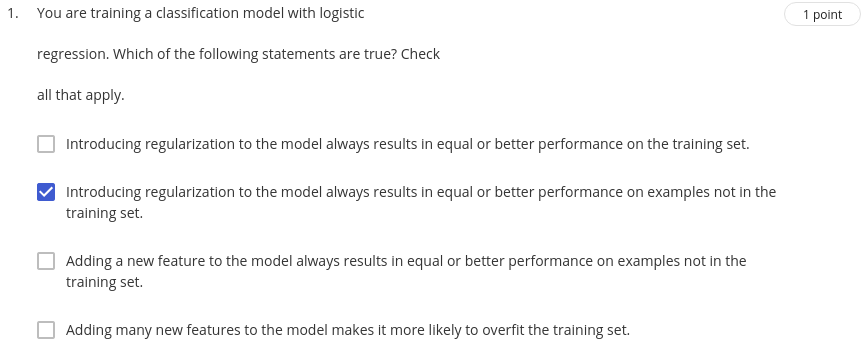 1. You are training a classification model with logistic 1 point
regression. Which of the following statements are true? Check
all that apply.
Introducing regularization to the model always results in equal or better performance on the training set.
Introducing regularization to the model always results in equal or better performance on examples not in the
training set.
Adding a new feature to the model always results in equal or better performance on examples not in the
training set.
Adding many new features to the model makes it more likely to overfit the training set.